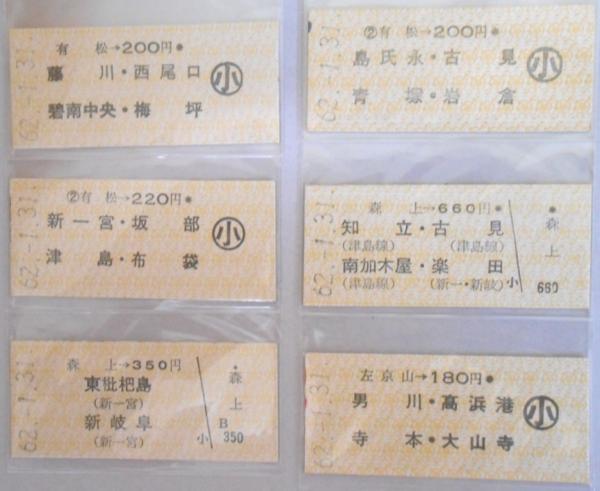 62.-1.31.
有 松→200円
藤 川・西尾口
小
碧南中央・梅 坪
62.-1.31.
②有 松→200円
島氏永・古 見
小
青 塚・岩 倉
62.-1.31.
②有 松→220円
新一宮・坂 部
小
津 島・布 袋
62.-1.31.
森 上→660円
知 立・古 見
(津島線) (津島線)
南加木屋・楽 田
(津島線) (新一・新岐)
小
森上
660
62.-1.31.
森 上→350円
東枇杷島
(新一宮)
新岐阜
(新一宮)
小
森上
B
350
62.-1.31.
左京山→180円
男 川・高浜港
小
寺 本・大山寺